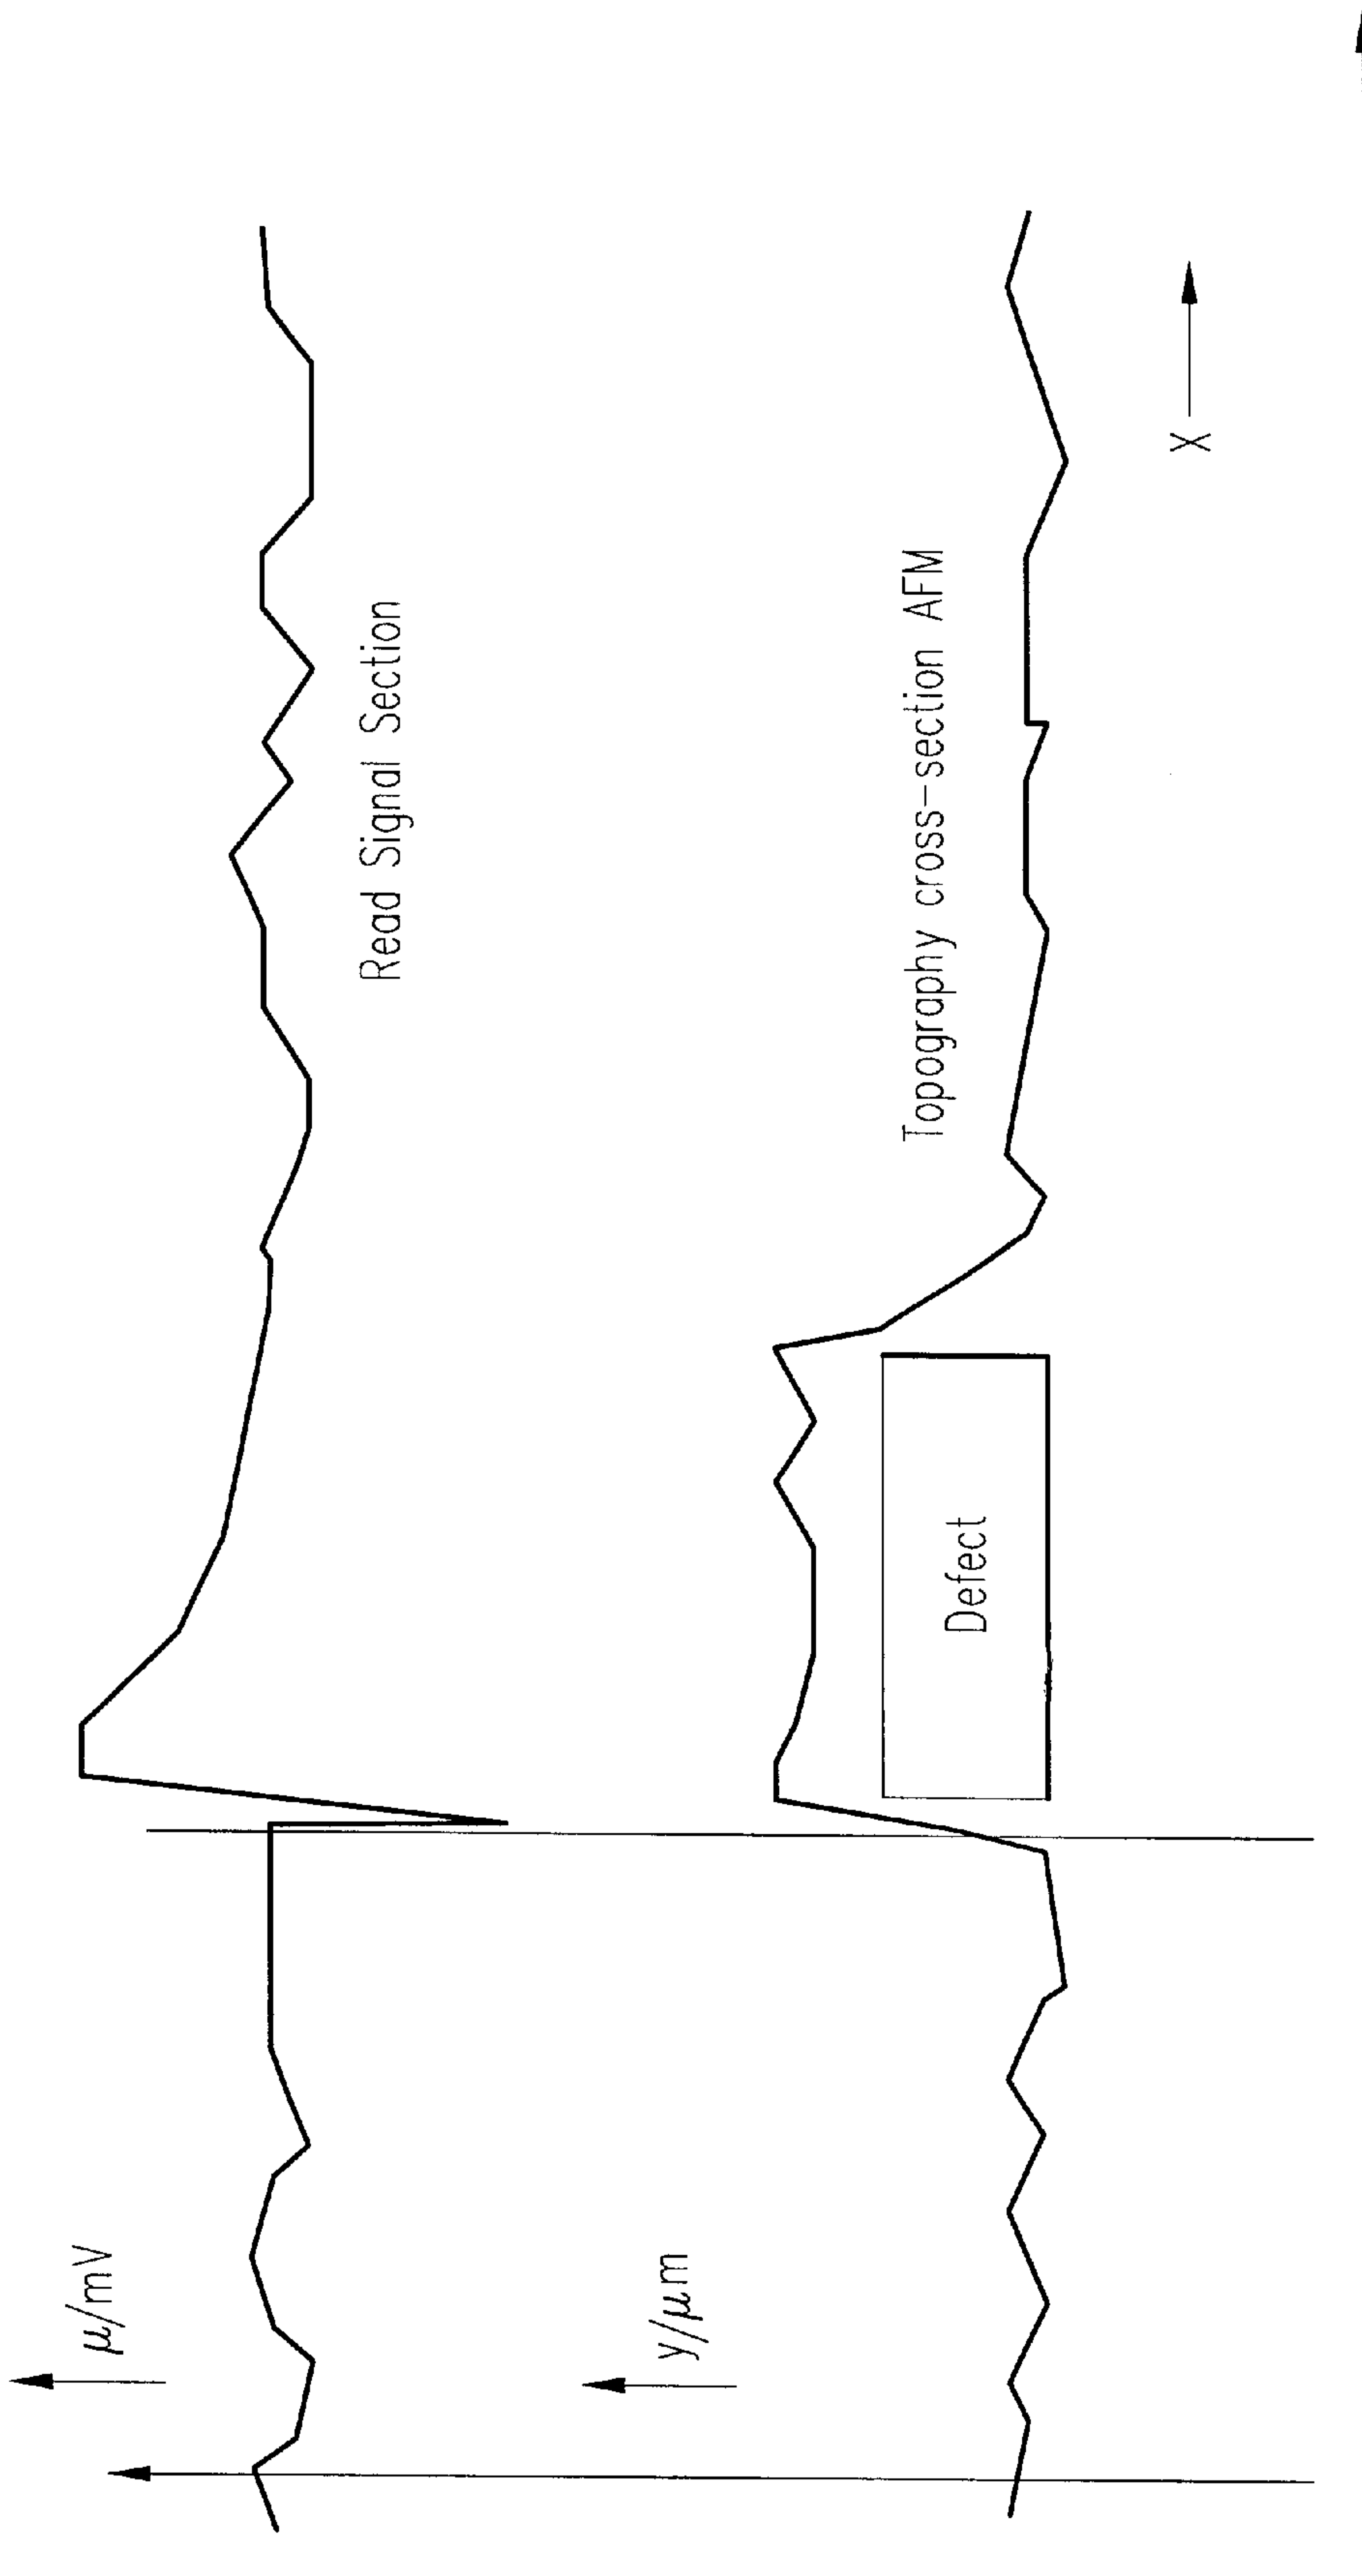 μ/mV
Read Signal Section
y/μm
Topography cross-section AFM
Defect
X